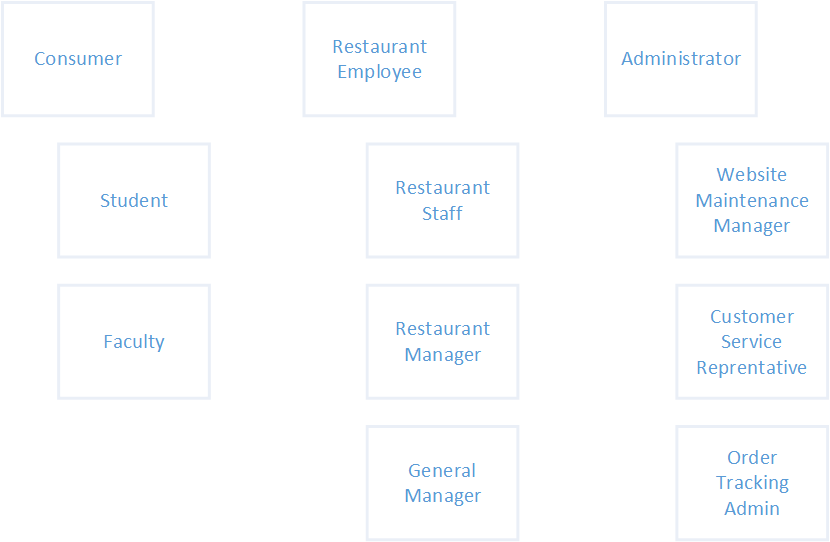 Consumer
Restaurant
Employee
Administrator
Student
Restaurant
Staff
Website
Maintenance
Manager
Faculty
Restaurant
Manager
Customer
Service
Reprentative
General
Manager
Order
Tracking
Admin